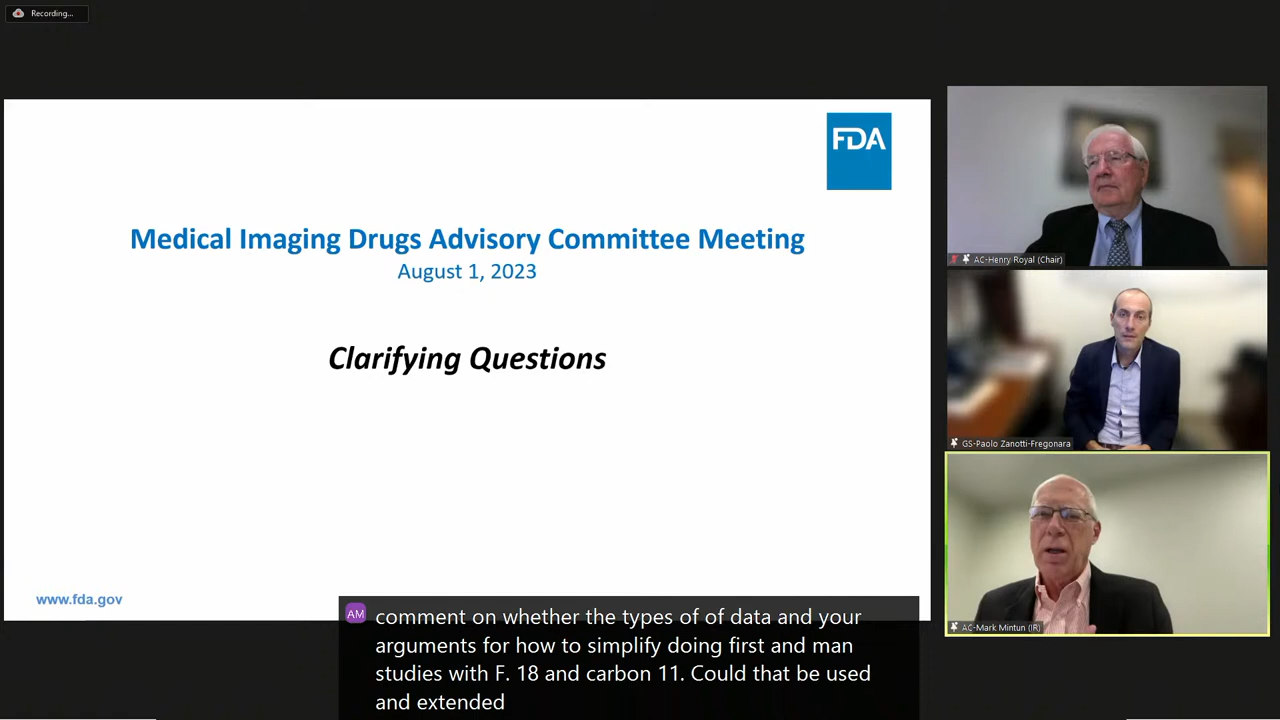 Recording...
FDA
Medical Imaging Drugs Advisory Committee Meeting
August 1, 2023
Clarifying Questions
www.fda.gov
AC-Henry Royal (Chair)
GS-Paolo Zanotti-Fregonara
AC-Mark Mintun (IR)
AM
comment on whether the types of of data and your
arguments for how to simplify doing first and man
studies with F. 18 and carbon 11. Could that be used
and extended